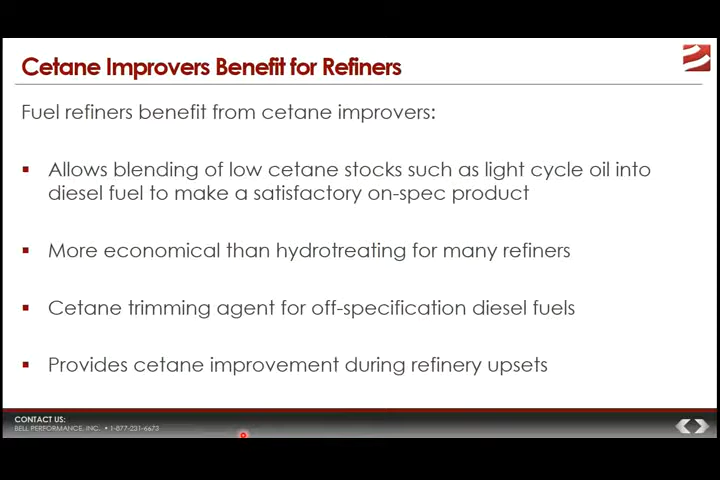 Cetane Improvers Benefit for Refiners
Fuel refiners benefit from cetane improvers:
Allows blending of low cetane stocks such as light cycle oil into
diesel fuel to make a satisfactory on-spec product
More economical than hydrotreating for many refiners
Cetane trimming agent for off-specification diesel fuels
Provides cetane improvement during refinery upsets
CONTACT US:
BELL PERFORMANCE, INC. • 1-877-231-6673